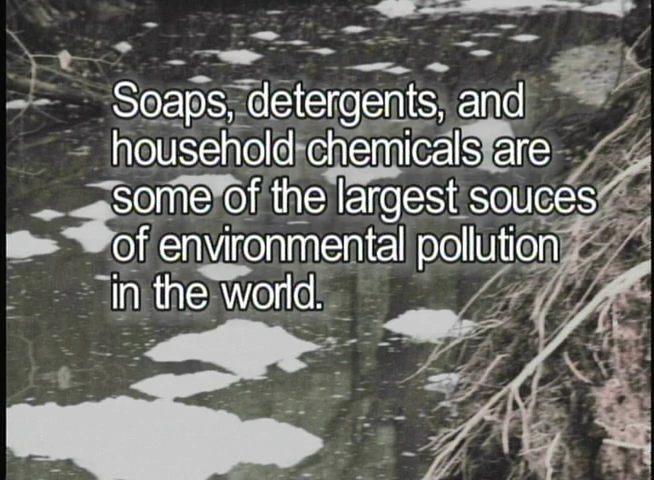 Soaps, detergents, and
household chemicals are
some of the largest souces
of environmental pollution
in the world.